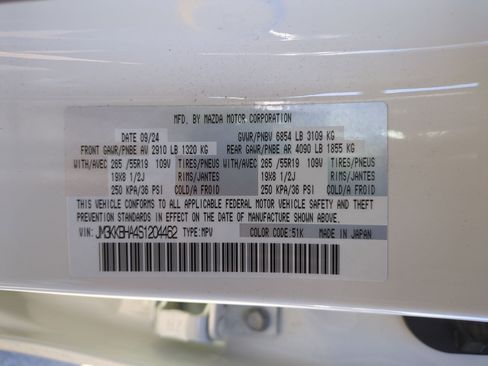 MFD. BY MAZDA MOTOR CORPORATION
DATE 09/24 GVWR/PNBV 6854 LB 3109 KG
FRONT GAWR/PNBE AV 2910 LB 1320 KG REAR GAWR/PNBE AR 4090 LB 1855 KG
WITH/AVEC 265 /55R19 109V TIRES/PNEUS WITH/AVEC 265 /55R19 109V TIRES/PNEUS
19X8 1/2J RIMS/JANTES 19X8 1/2J RIMS/JANTES
250 KPA/36 PSI COLD/A FROID 250 KPA/36 PSI COLD/A FROID
THIS VEHICLE CONFORMS TO ALL APPLICABLE FEDERAL MOTOR VEHICLE SAFETY AND THEFT
PREVENTION STANDARDS IN EFFECT ON THE DATE OF MANUFACTURE SHOWN ABOVE.
VIN: JM3KKBHA4S1204462 TYPE:MPV COLOR CODE:51K MADE IN JAPAN